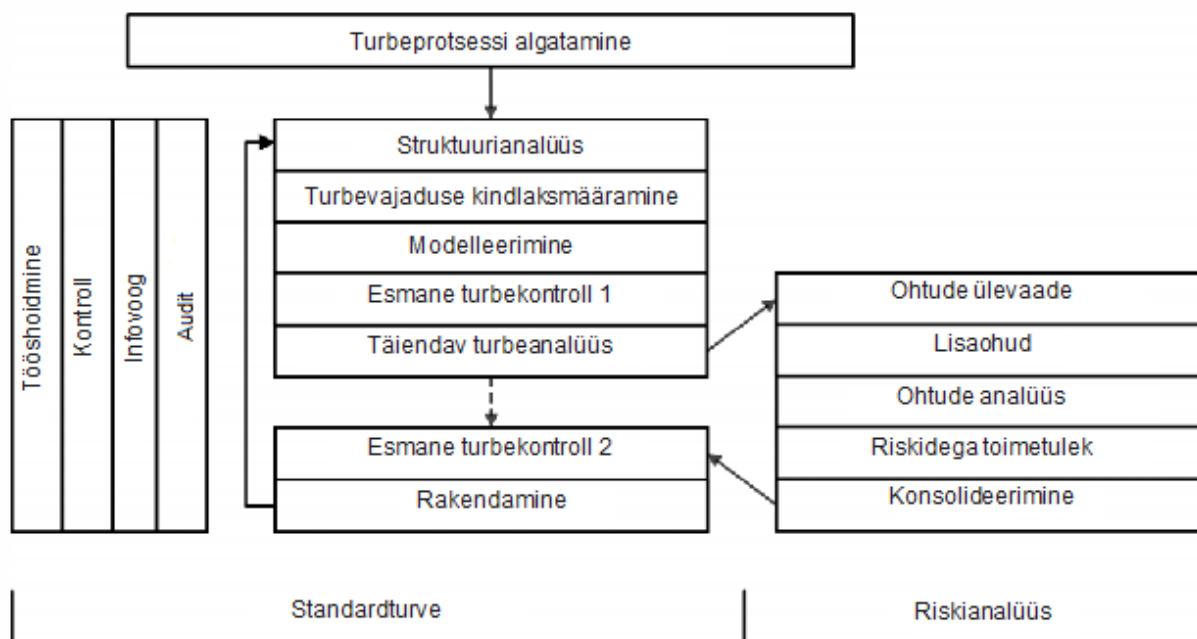 Turbeprotsessi algatamine
Tööshoidmine
Kontroll
Infovoog
Audit
Struktuurianalüüs
Turbevajaduse kindlaksmääramine
Modelleerimine
Esmane turbekontroll 1
Täiendav turbeanalüüs
Esmane turbekontroll 2
Rakendamine
Ohtude ülevaade
Lisaohud
Ohtude analüüs
Riskidega toimetulek
Konsolideerimine
Standardturve
Riskianalüüs